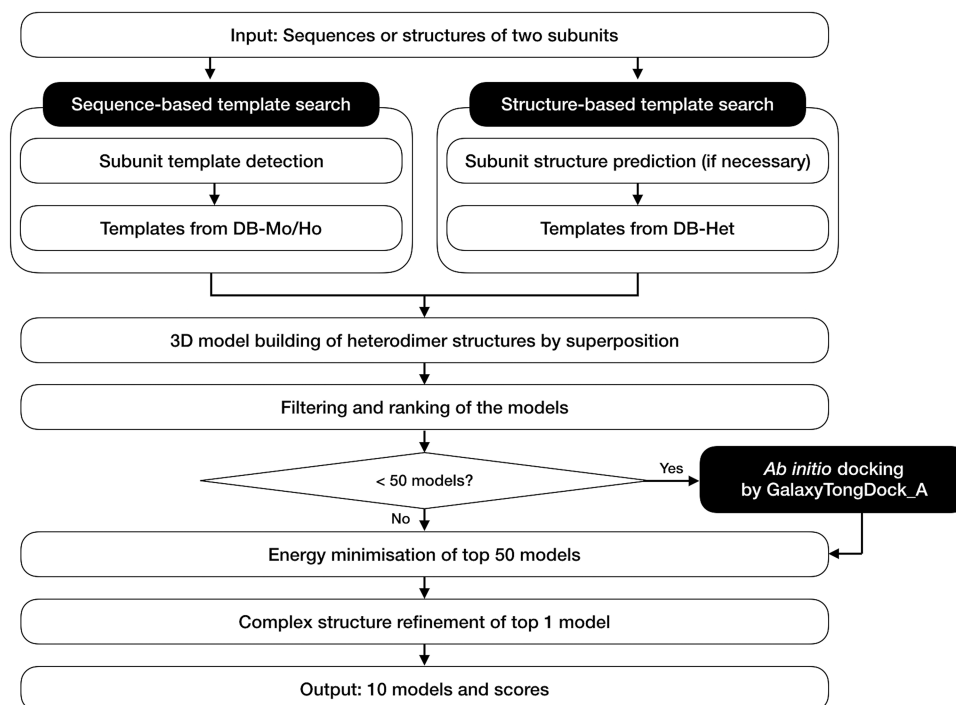 Input: Sequences or structures of two subunits
Sequence-based template search
Subunit template detection
Templates from DB-Mo/Ho
Structure-based template search
Subunit structure prediction (if necessary)
Templates from DB-Het
3D model building of heterodimer structures by superposition
Filtering and ranking of the models
< 50 models?
Yes
Ab initio docking
by GalaxyTongDock_A
No
Energy minimisation of top 50 models
Complex structure refinement of top 1 model
Output: 10 models and scores